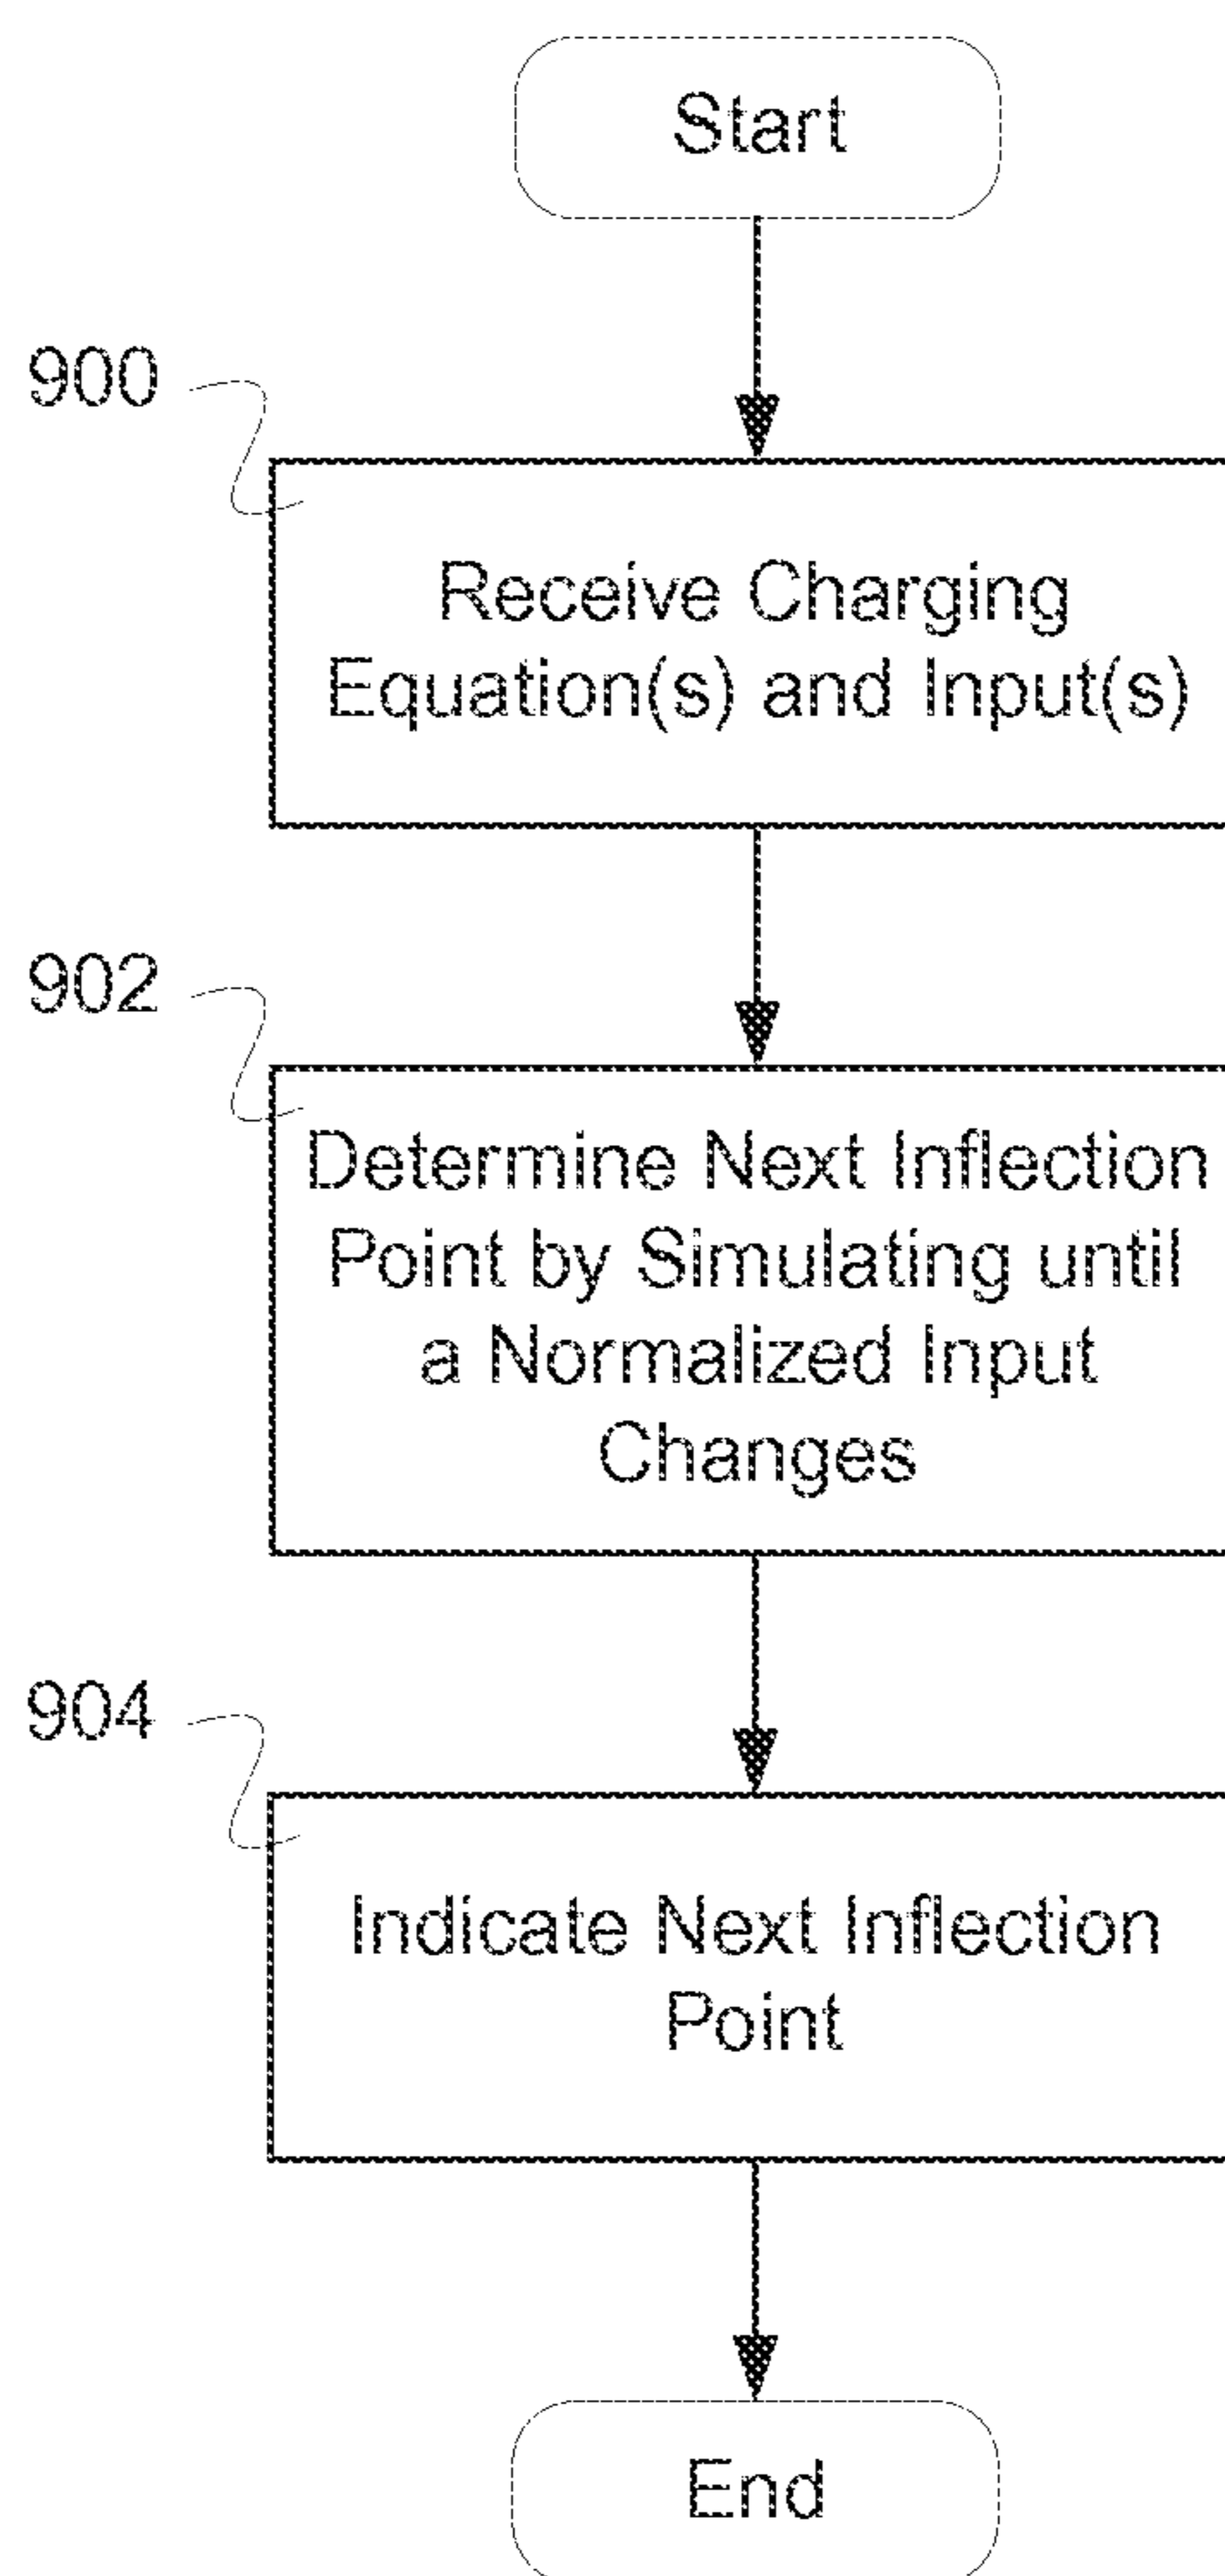 Start
900
Receive Charging
Equation(s) and Input(s)
902
Determine Next Inflection
Point by Simulating until
a Normalized Input
Changes
904
Indicate Next Inflection
Point
End